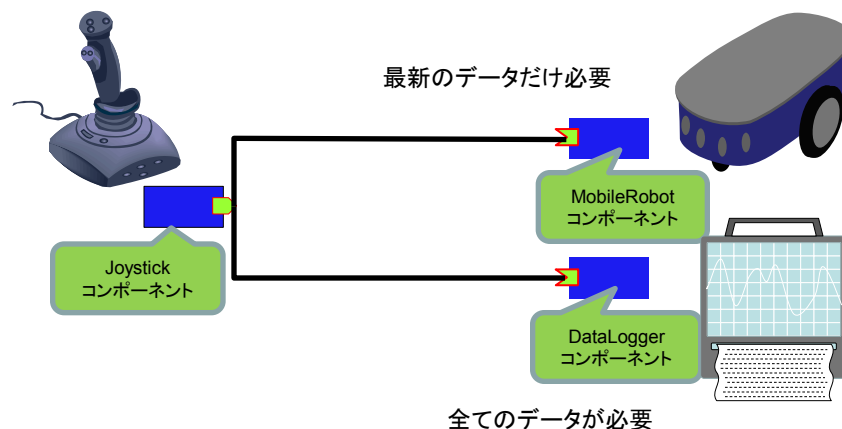 最新のデータだけ必要
MobileRobot
コンポーネント
Joystick
コンポーネント
DataLogger
コンポーネント
全てのデータが必要